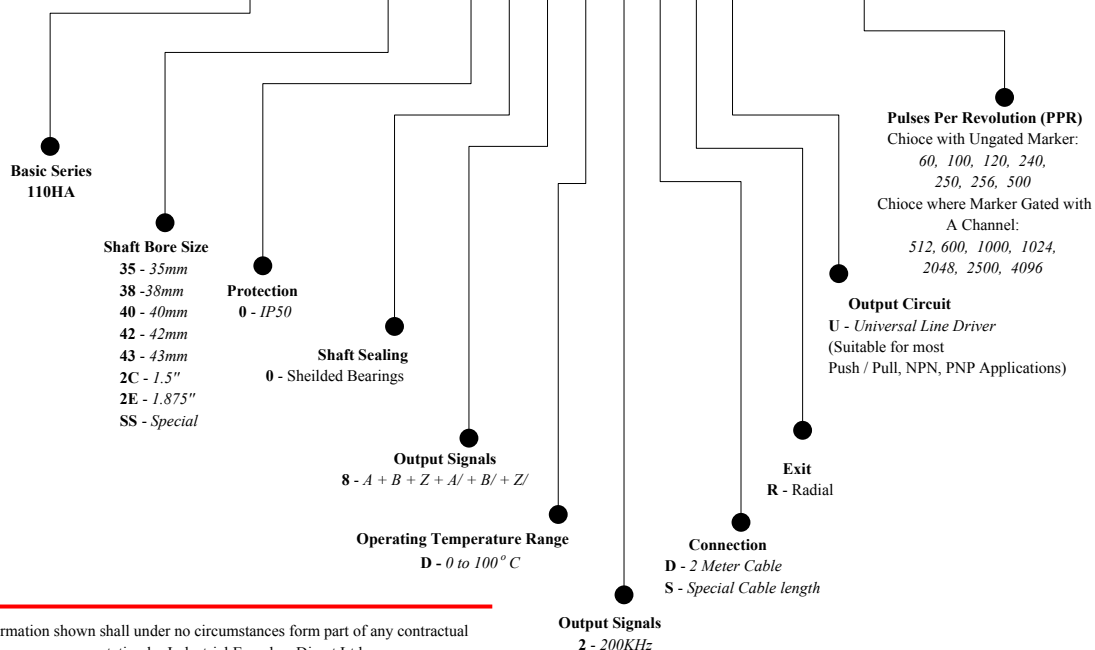 Basic Series
110HA
Shaft Bore Size
35 - 35mm
38 -38mm
40 - 40mm
42 - 42mm
43 - 43mm
2C - 1.5"
2E - 1.875"
SS - Special
Protection
0 - IP50
Shaft Sealing
0 - Sheilded Bearings
Output Signals
8 - A + B + Z + A/ + B/ + Z/
Operating Temperature Range
D - 0 to 100° C
Output Signals
2 - 200KHz
Connection
D - 2 Meter Cable
S - Special Cable length
Exit
R - Radial
Output Circuit
U - Universal Line Driver
(Suitable for most
Push / Pull, NPN, PNP Applications)
Pulses Per Revolution (PPR)
Chioce with Ungated Marker:
60, 100, 120, 240,
250, 256, 500
Chioce where Marker Gated with
A Channel:
512, 600, 1000, 1024,
2048, 2500, 4096
rmation shown shall under no circumstances form part of any contractual